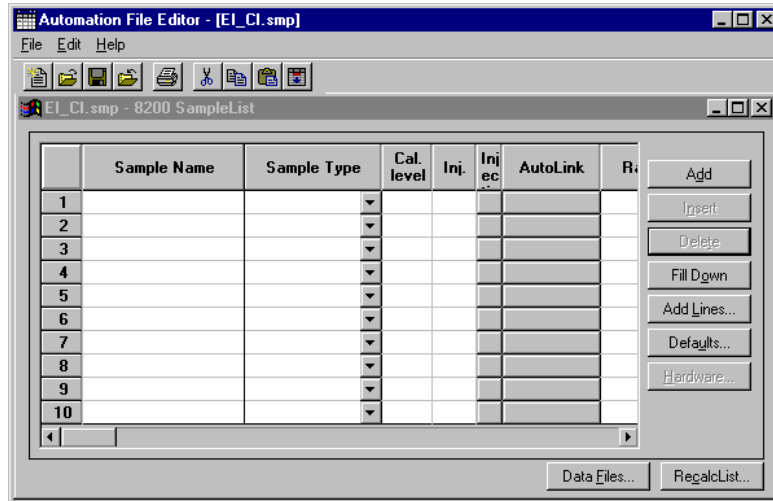 Automation File Editor - [EI_CI.smp]
File Edit Help
EI_CI.smp - 8200 SampleList
Sample Name Sample Type Cal. level Inj. Inj ec AutoLink
1
2
3
4
5
6
7
8
9
10
Add
Insert
Delete
Fill Down
Add Lines...
Defaults...
Hardware...
Data Files... RecalcList...